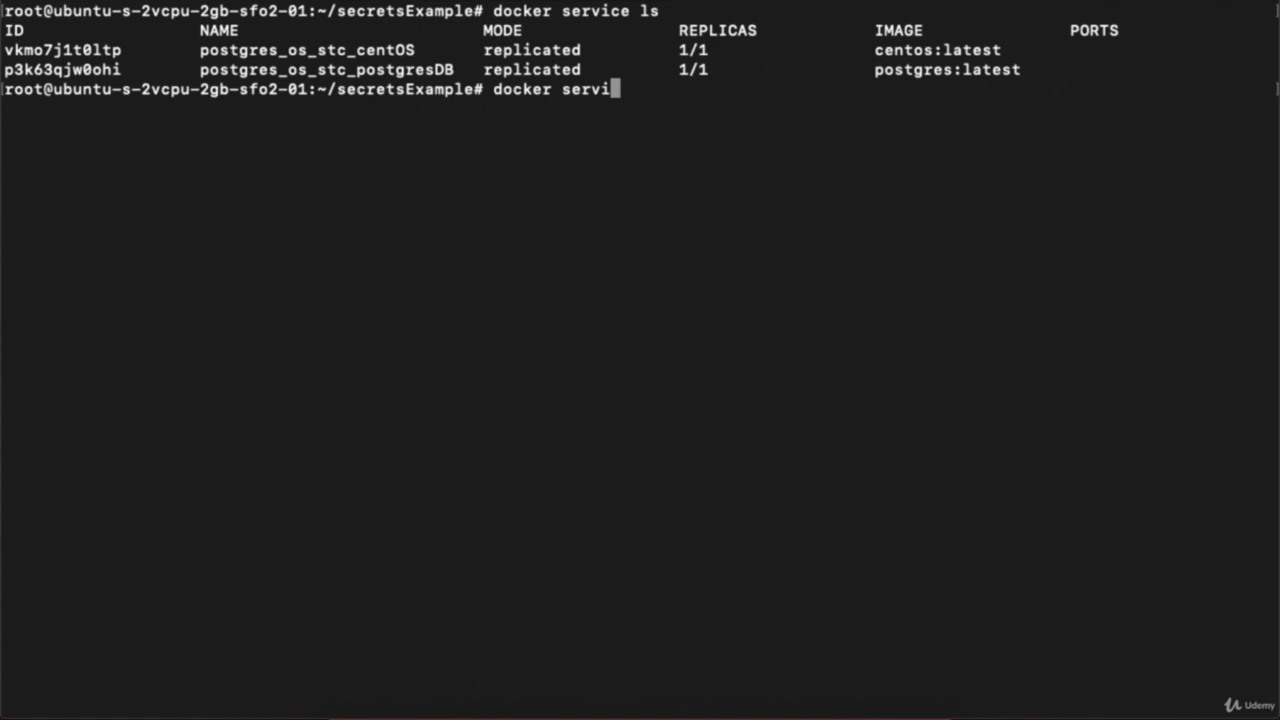 root@ubuntu-s-2vcpu-2gb-sfo2-01:~/secretsExample# docker service ls
ID NAME MODE REPLICAS IMAGE PORTS
vkmo7j1t0ltp postgres_os_stc_centOS replicated 1/1 centos:latest
p3k63qjw0ohi postgres_os_stc_postgresDB replicated 1/1 postgres:latest
root@ubuntu-s-2vcpu-2gb-sfo2-01:~/secretsExample# docker servi
Udemy